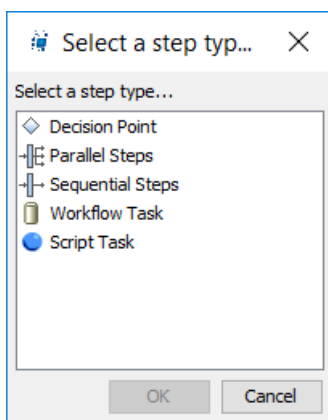 Select a step typ...
Select a step type...
Decision Point
Parallel Steps
Sequential Steps
Workflow Task
Script Task
OK
Cancel